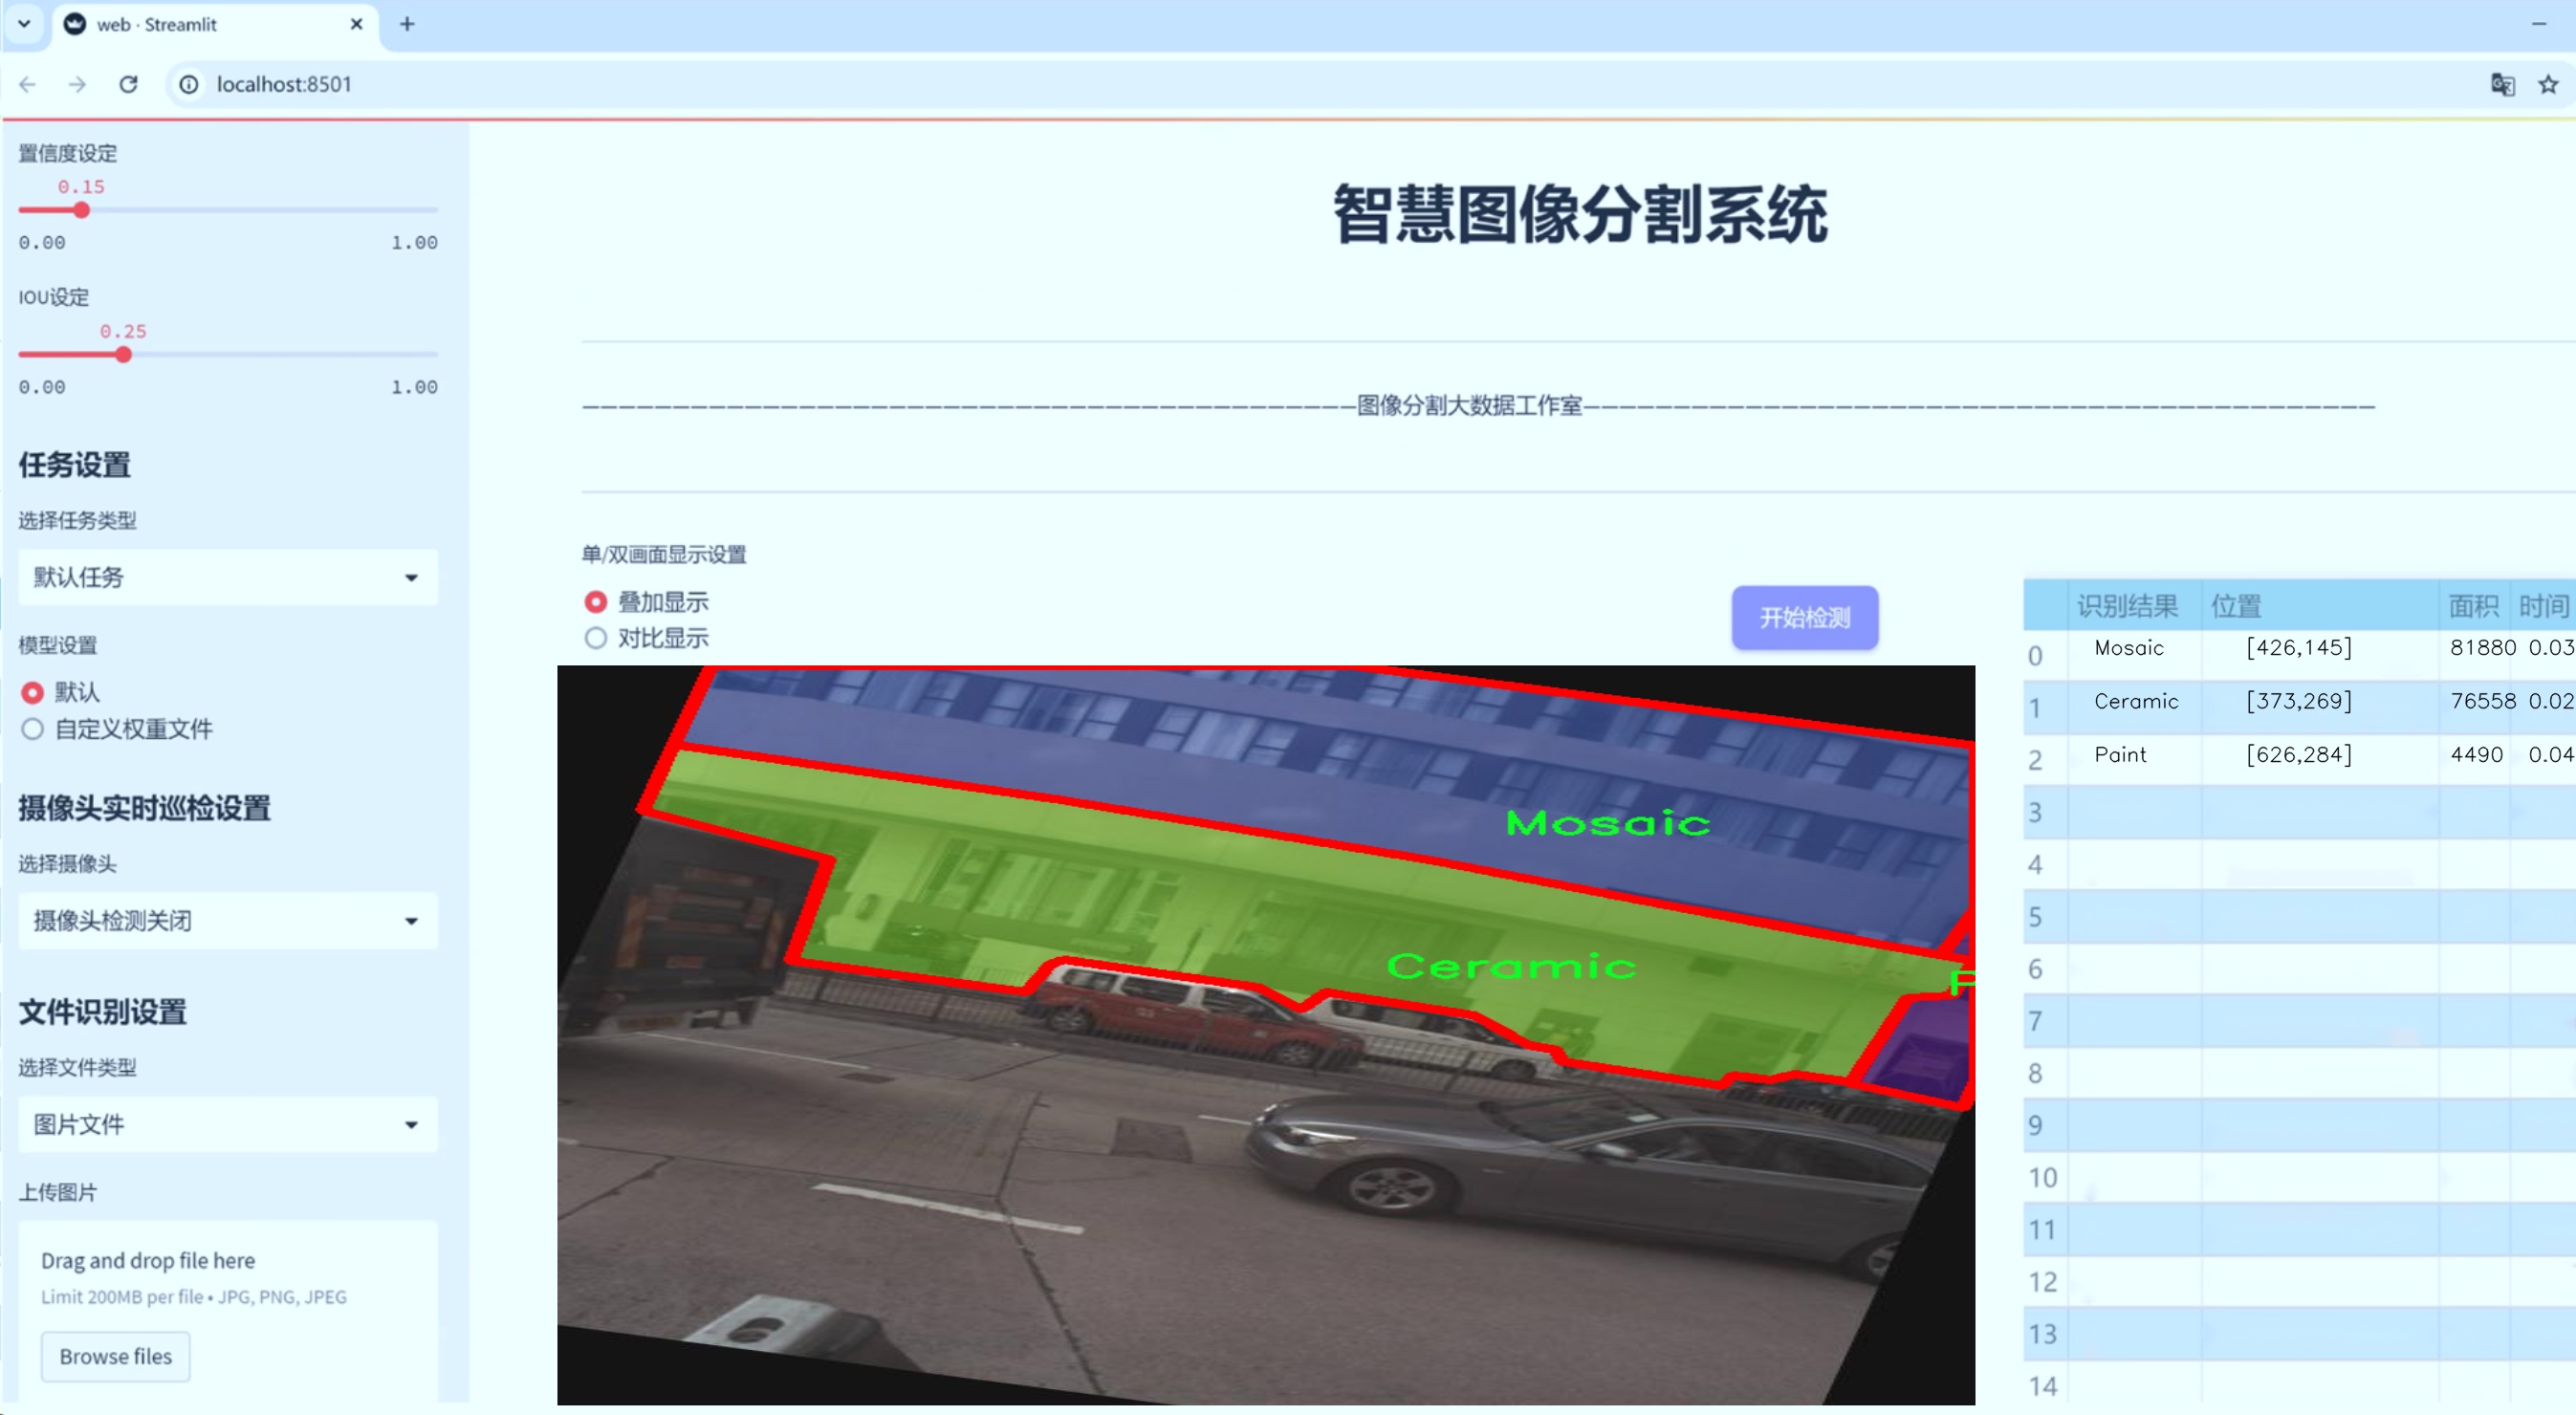 web · Streamlit
localhost:8501
置信度设定
0.15
0.00 1.00
IOU设定
0.25
0.00 1.00
任务设置
选择任务类型
默认任务
模型设置
默认
自定义权重文件
摄像头实时巡检设置
选择摄像头
摄像头检测关闭
文件识别设置
选择文件类型
图片文件
上传图片
Drag and drop file here
Limit 200MB per file • JPG, PNG, JPEG
Browse files
智慧图像分割系统
———————————————————————————————————————————图像分割大数据工作室————————————————————————————————————————————
单/双画面显示设置
叠加显示
对比显示
开始检测
Mosaic
Ceramic
P
识别结果 位置 面积 时间
0 Mosaic [426,145] 81880 0.03
1 Ceramic [373,269] 76558 0.02
2 Paint [626,284] 4490 0.04
3
4
5
6
7
8
9
10
11
12
13
14